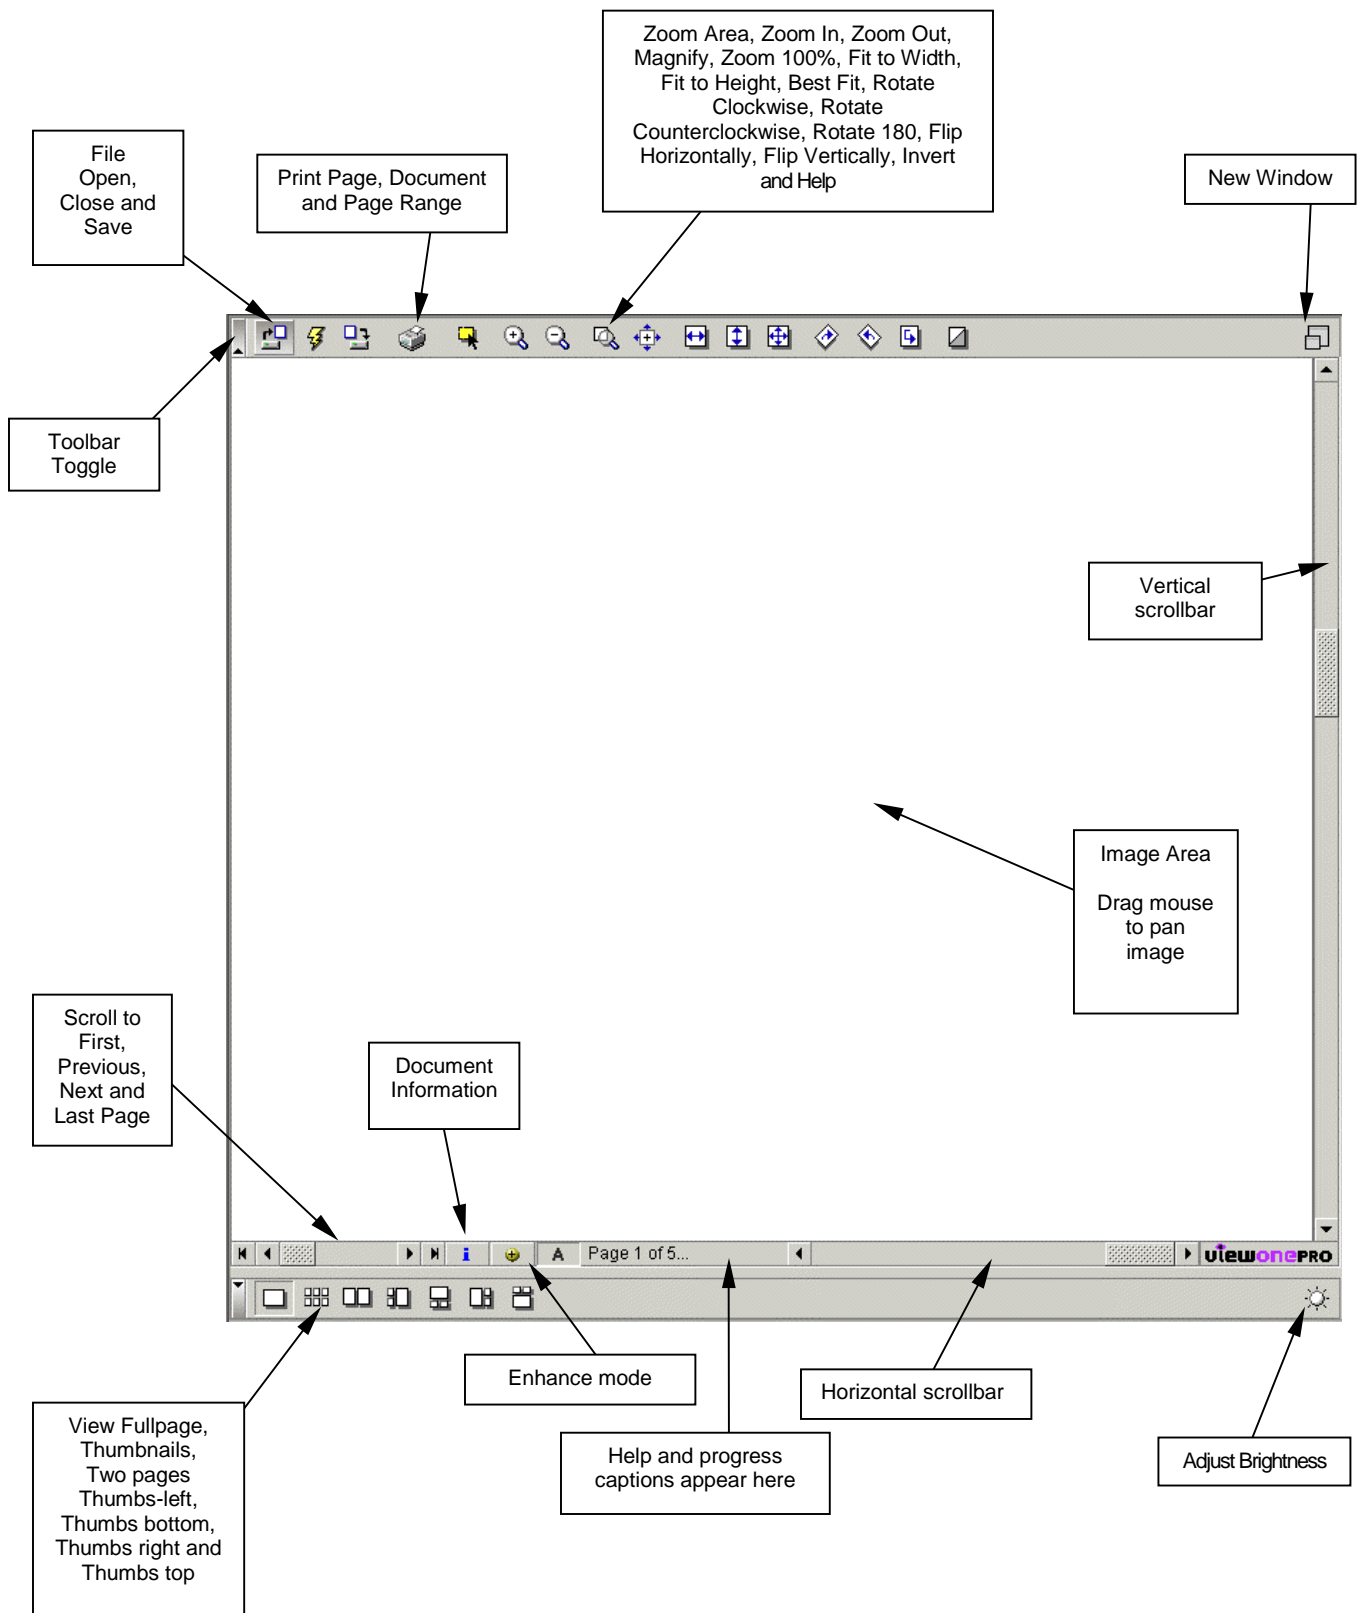 Zoom Area, Zoom In, Zoom Out,
Magnify, Zoom 100%, Fit to Width,
Fit to Height, Best Fit, Rotate
Clockwise, Rotate
Counterclockwise, Rotate 180, Flip
Horizontally, Flip Vertically, Invert
and Help
File
Open,
Close and
Save
Print Page, Document
and Page Range
New Window
Toolbar
Toggle
Vertical
scrollbar
Image Area
Drag mouse
to pan
image
Scroll to
First,
Previous,
Next and
Last Page
Document
Information
i
A
Page 1 of 5...
viewonePRO
Enhance mode
Horizontal scrollbar
View Fullpage,
Thumbnails,
Two pages
Thumbs-left,
Thumbs bottom,
Thumbs right and
Thumbs top
Help and progress
captions appear here
Adjust Brightness